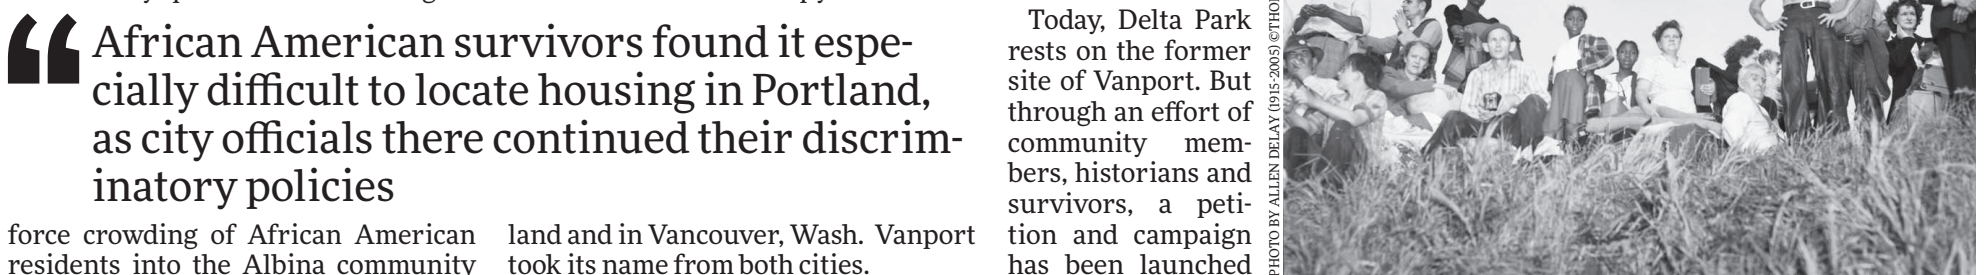 “African American survivors found it espe-
cially difficult to locate housing in Portland,
as city officials there continued their discrim-
inatory policies
force crowding of African American
residents into the Albina community
land and in Vancouver, Wash. Vanport
took its name from both cities.
Today, Delta Park
rests on the former
site of Vanport. But
through an effort of
community mem-
bers, historians and
survivors, a peti-
tion and campaign
has been launched
PHOTO BY ALLEN DELAY (1915-2005)